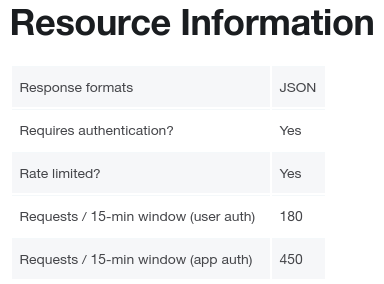 Resource Information
Response formats JSON
Requires authentication? Yes
Rate limited? Yes
Requests / 15-min window (user auth) 180
Requests / 15-min window (app auth) 450